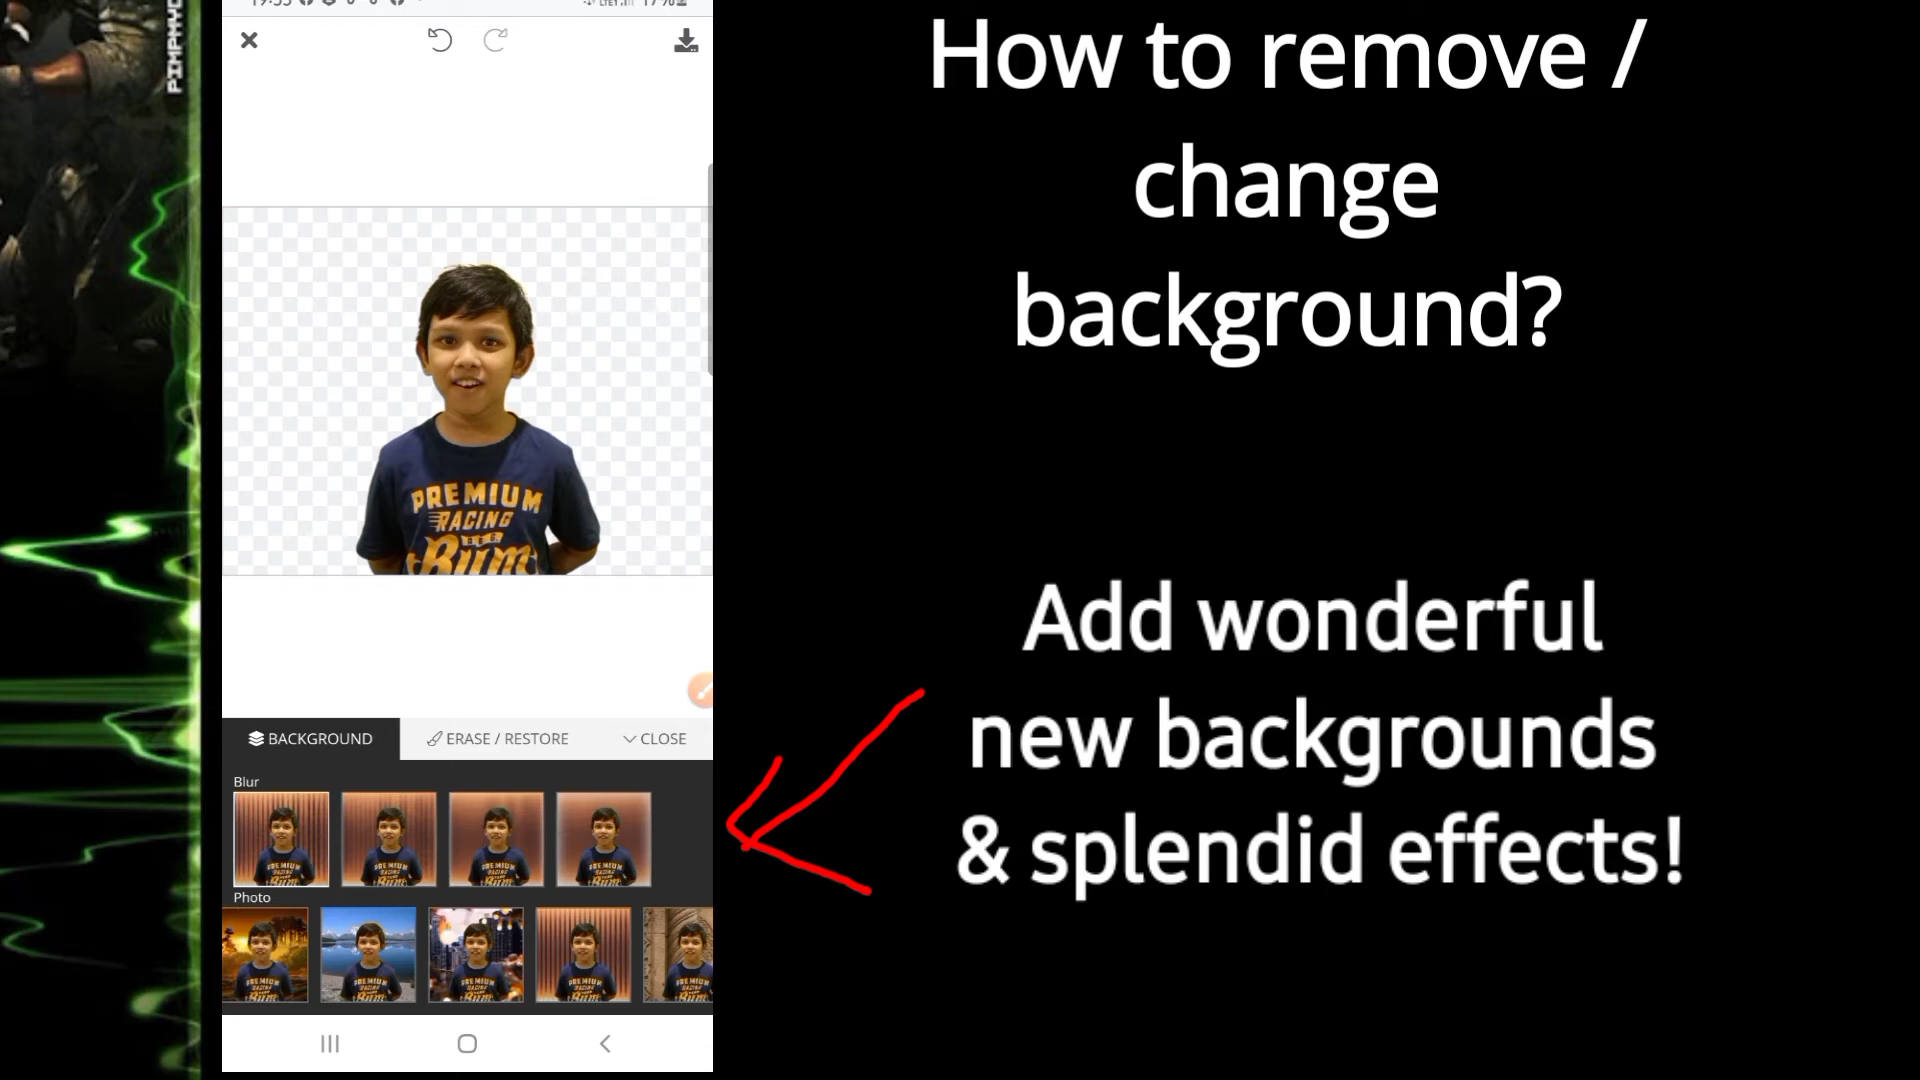 How to remove /
change
background?
Add wonderful
new backgrounds
& splendid effects!
PREMIUM
RACING
BACKGROUND
ERASE / RESTORE
CLOSE
Blur
Photo